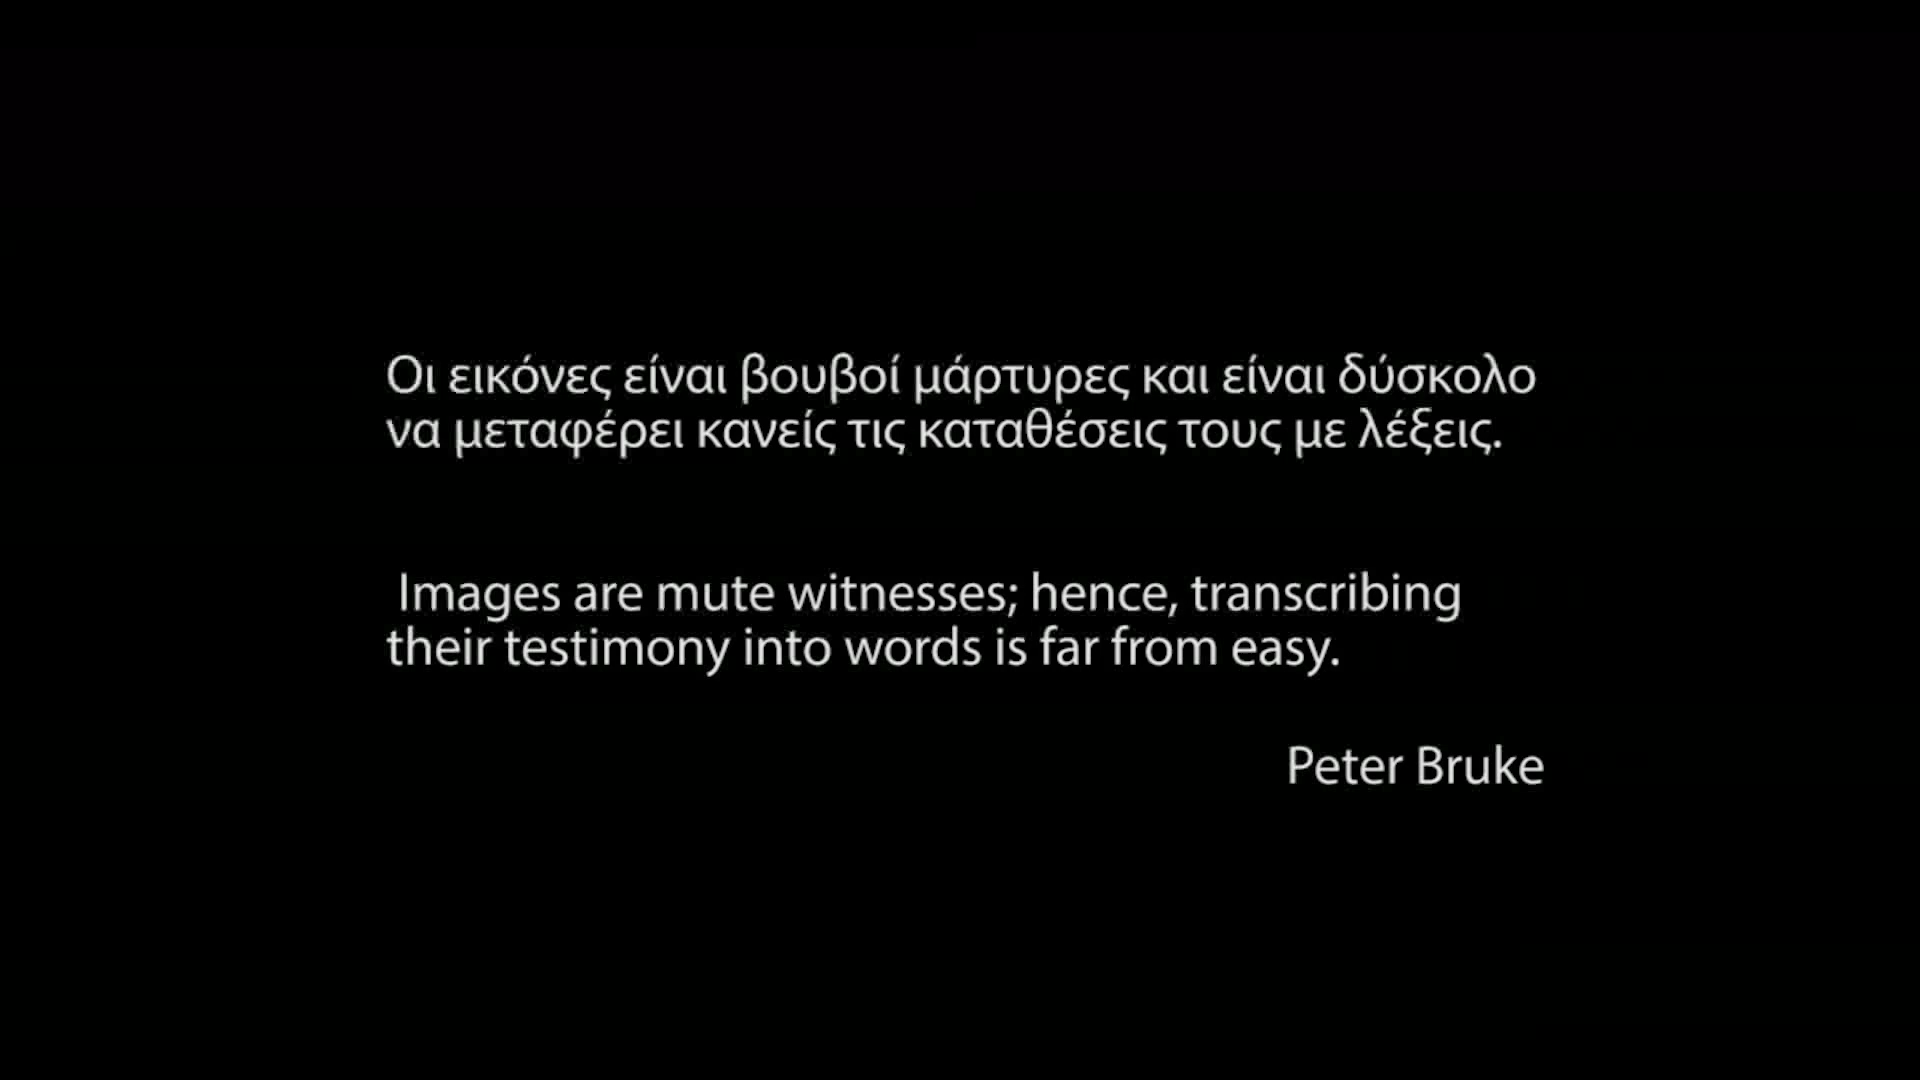 Οι εικόνες είναι βουβοί μάρτυρες και είναι δύσκολο
να μεταφέρει κανείς τις καταθέσεις τους με λέξεις.
Images are mute witnesses; hence, transcribing
their testimony into words is far from easy.
Peter Bruke